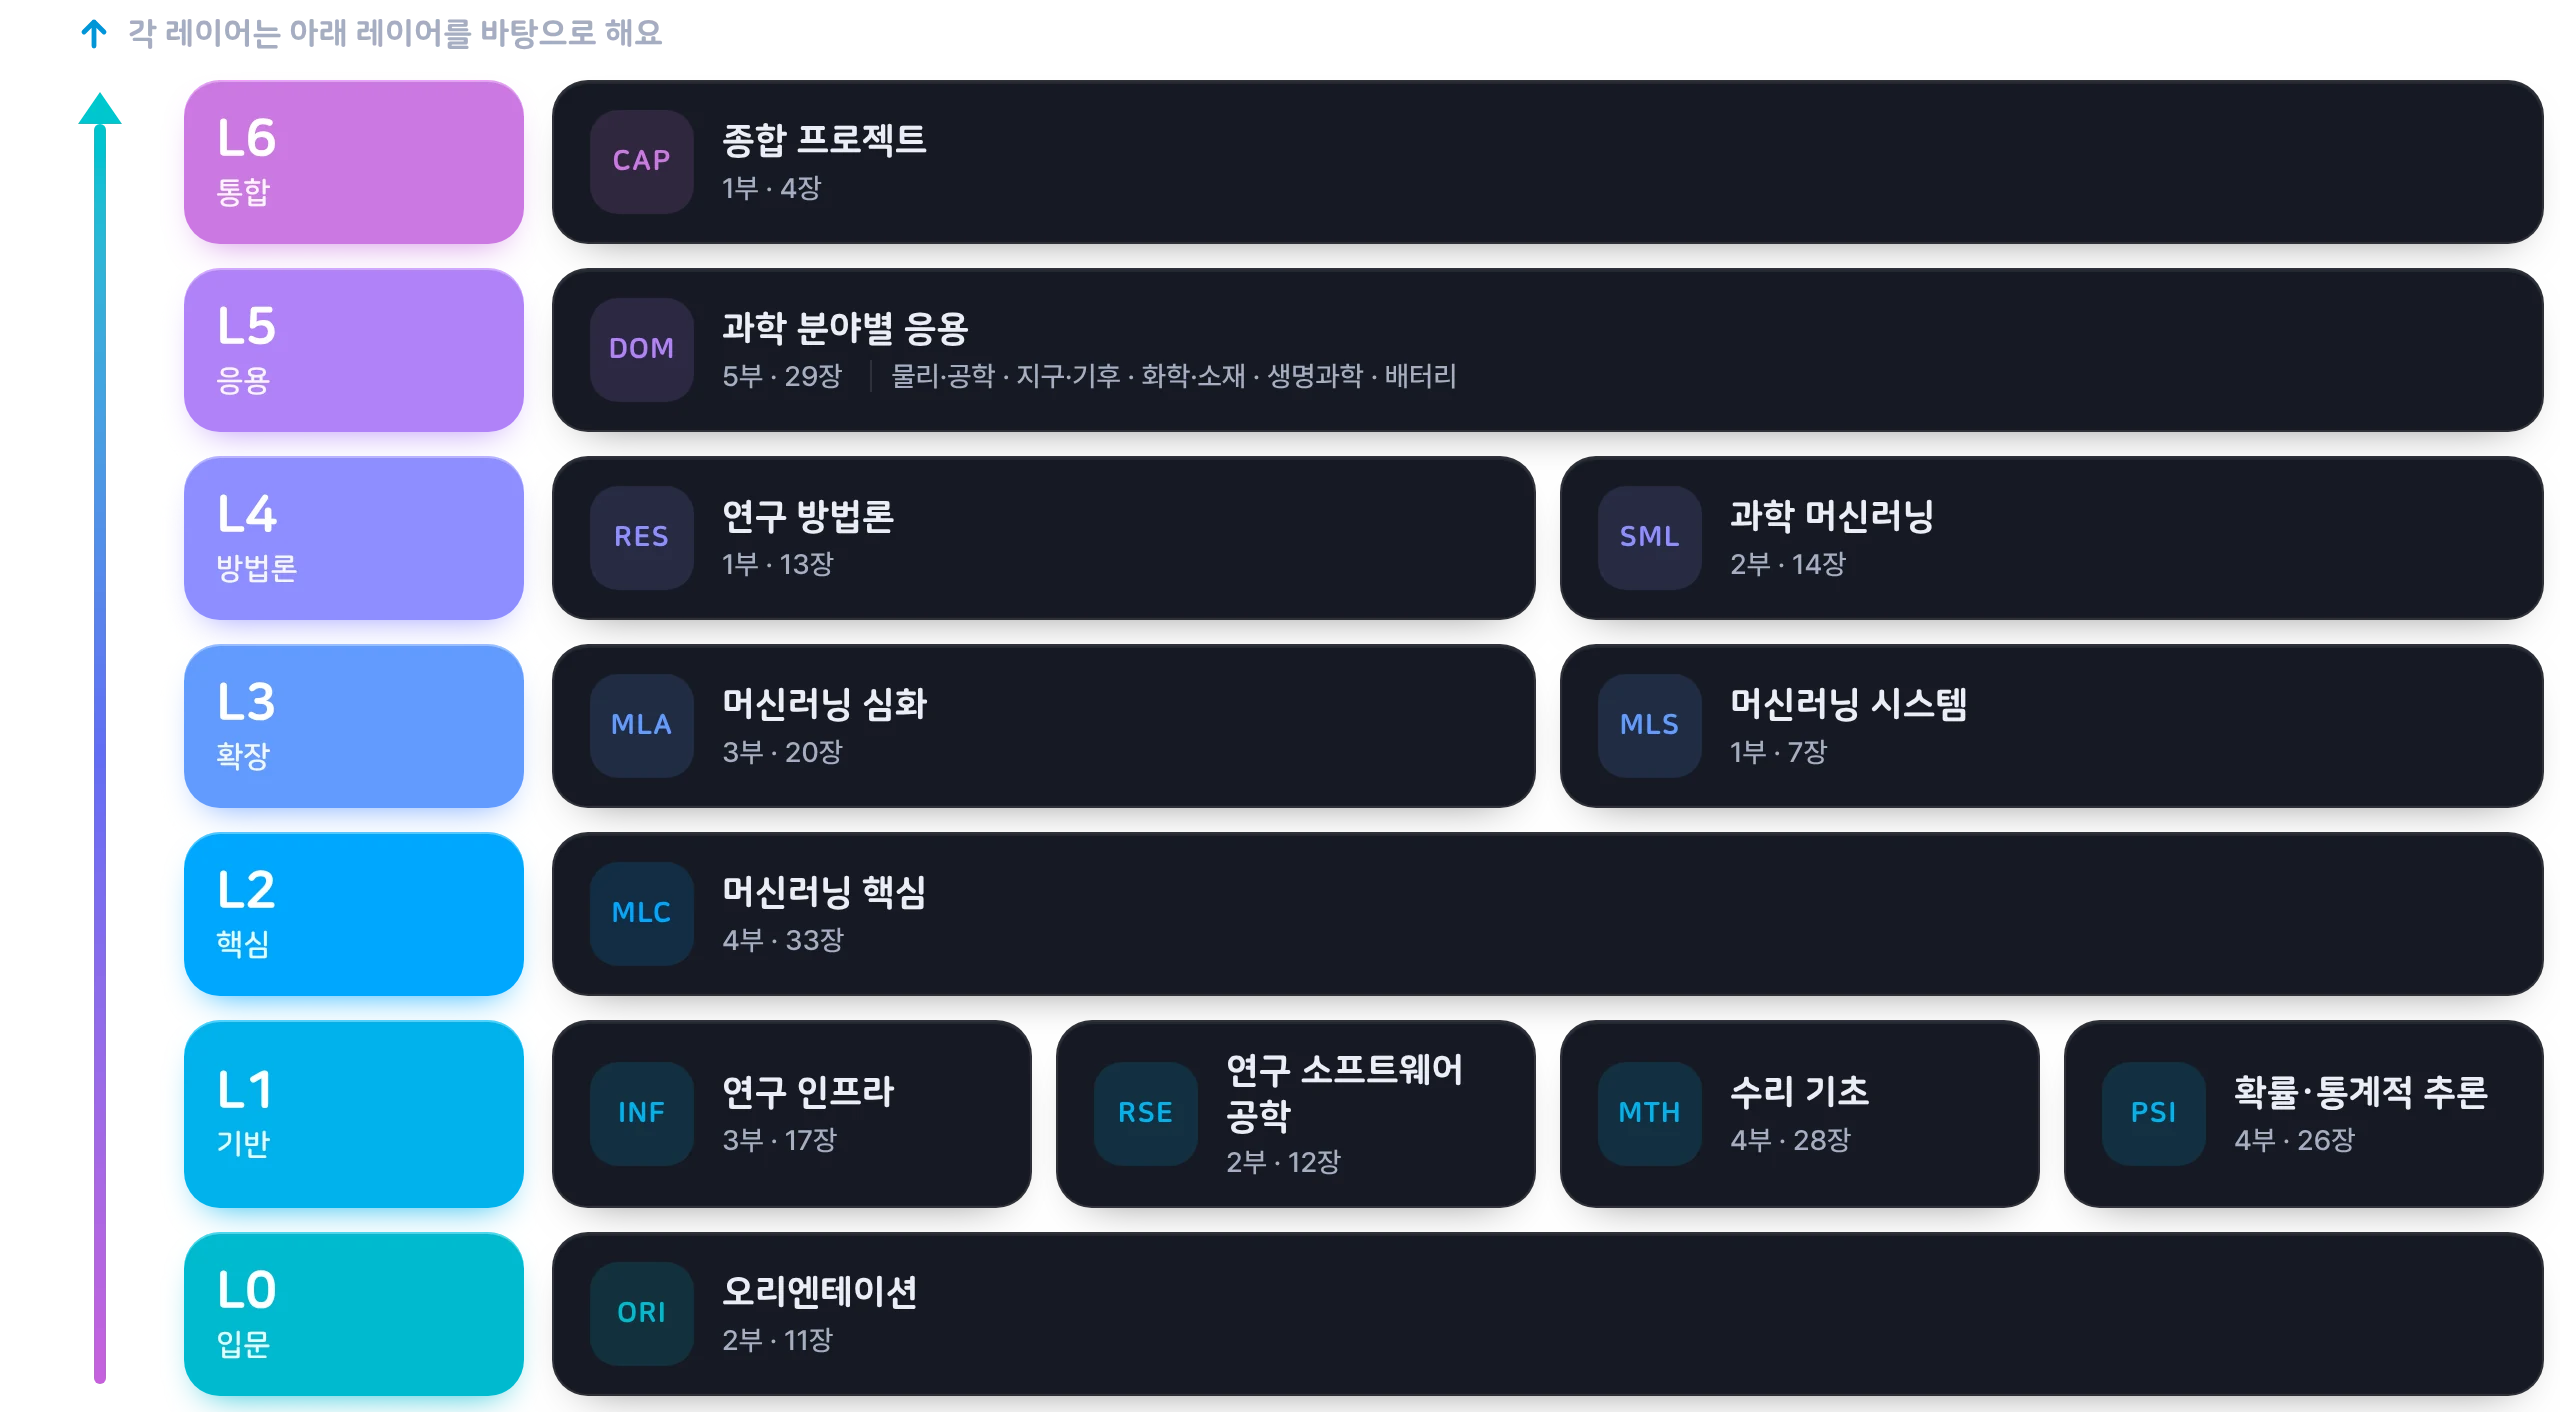 각 레이어는 아래 레이어를 바탕으로 해요
L6
통합
CAP
종합 프로젝트
1부 · 4장
L5
응용
DOM
과학 분야별 응용
5부 · 29장
물리·공학 · 지구·기후 · 화학·소재 · 생명과학 · 배터리
L4
방법론
RES
연구 방법론
1부 · 13장
SML
과학 머신러닝
2부 · 14장
L3
확장
MLA
머신러닝 심화
3부 · 20장
MLS
머신러닝 시스템
1부 · 7장
L2
핵심
MLC
머신러닝 핵심
4부 · 33장
L1
기반
INF
연구 인프라
3부 · 17장
RSE
연구 소프트웨어
공학
2부 · 12장
MTH
수리 기초
4부 · 28장
PSI
확률·통계적 추론
4부 · 26장
L0
입문
ORI
오리엔테이션
2부 · 11장